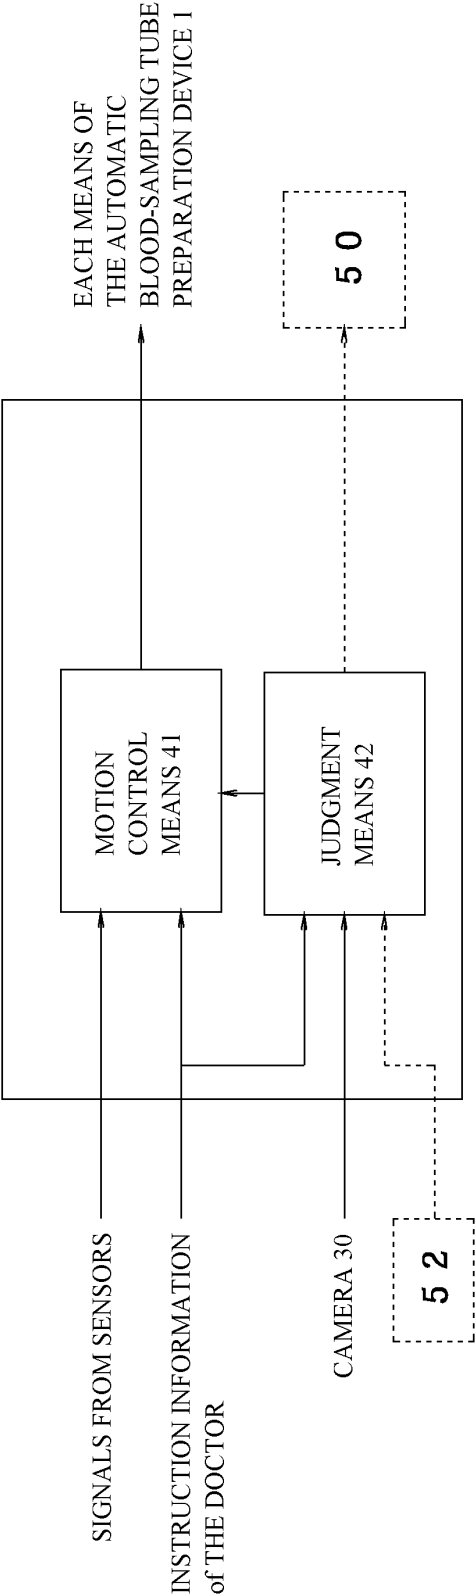 SIGNALS FROM SENSORS
INSTRUCTION INFORMATION
of THE DOCTOR
CAMERA 30
5 2
MOTION
CONTROL
MEANS 41
JUDGMENT
MEANS 42
EACH MEANS OF
THE AUTOMATIC
BLOOD-SAMPLING TUBE
PREPARATION DEVICE 1
5 0